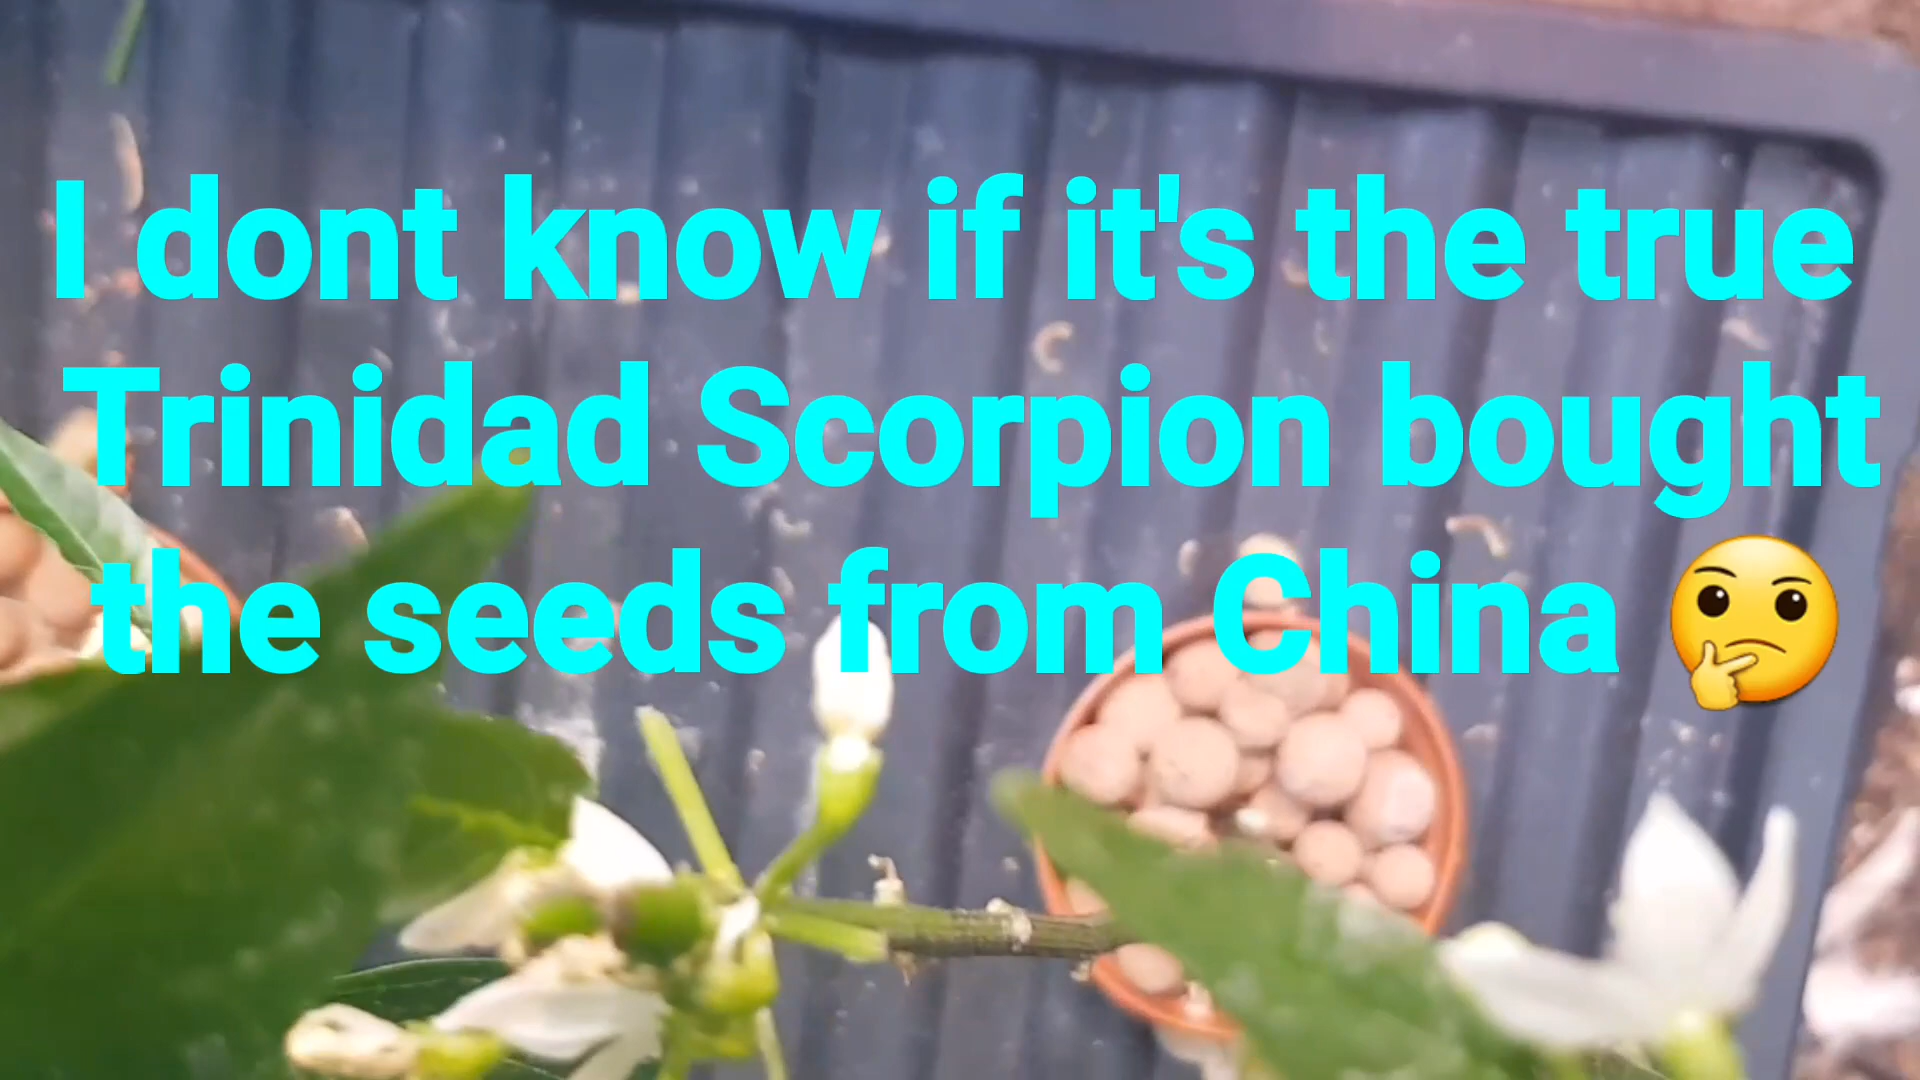 I dont know if it's the true
Trinidad Scorpion bought
the seeds from China 🤔